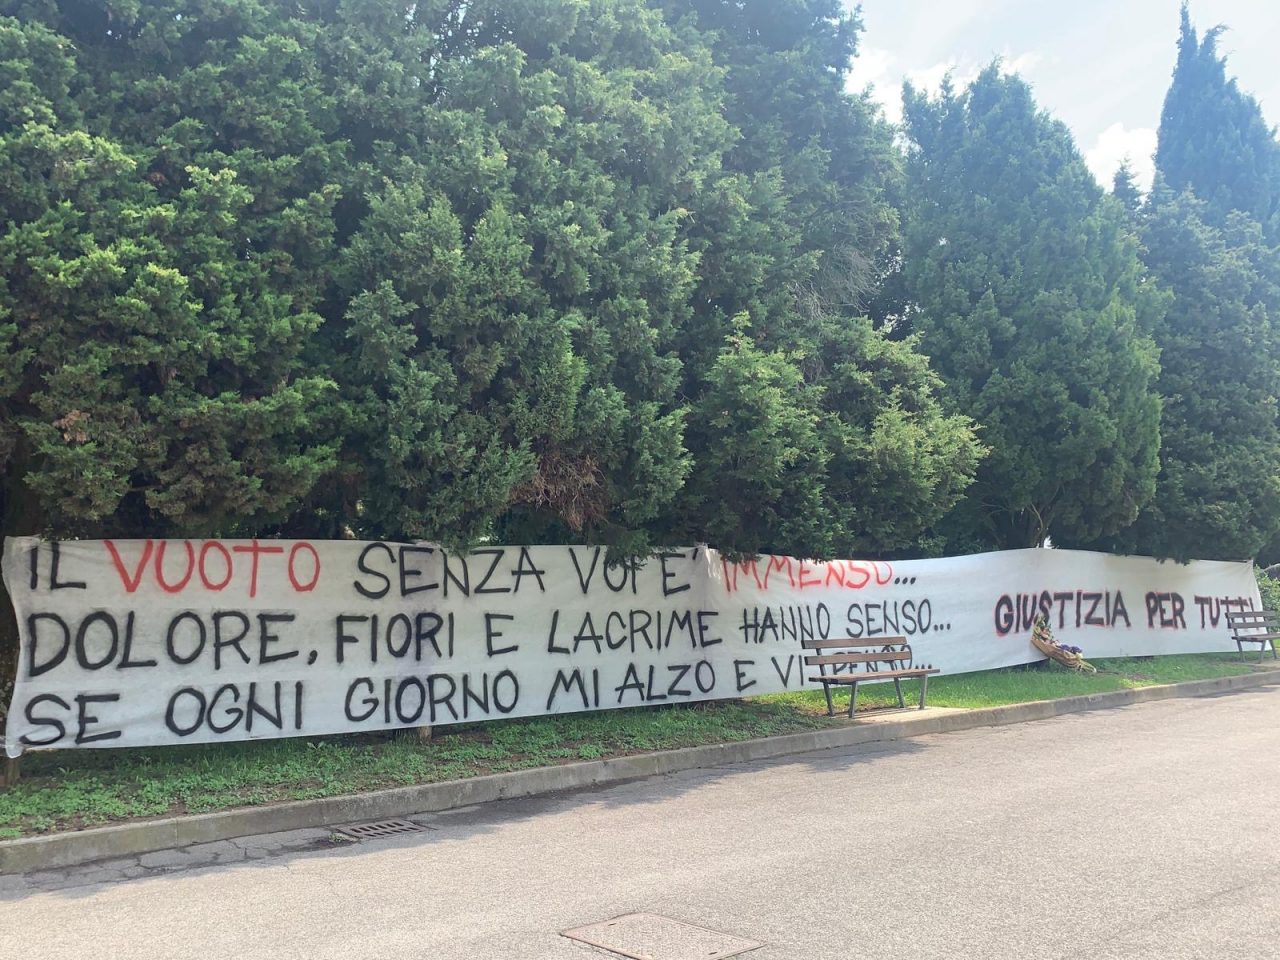 IL VUOTO SENZA VOI E' IMMENSO...
DOLORE, FIORI E LACRIME HANNO SENSO...
SE OGNI GIORNO MI ALZO E VI PENSO...
GIUSTIZIA PER TUTTI